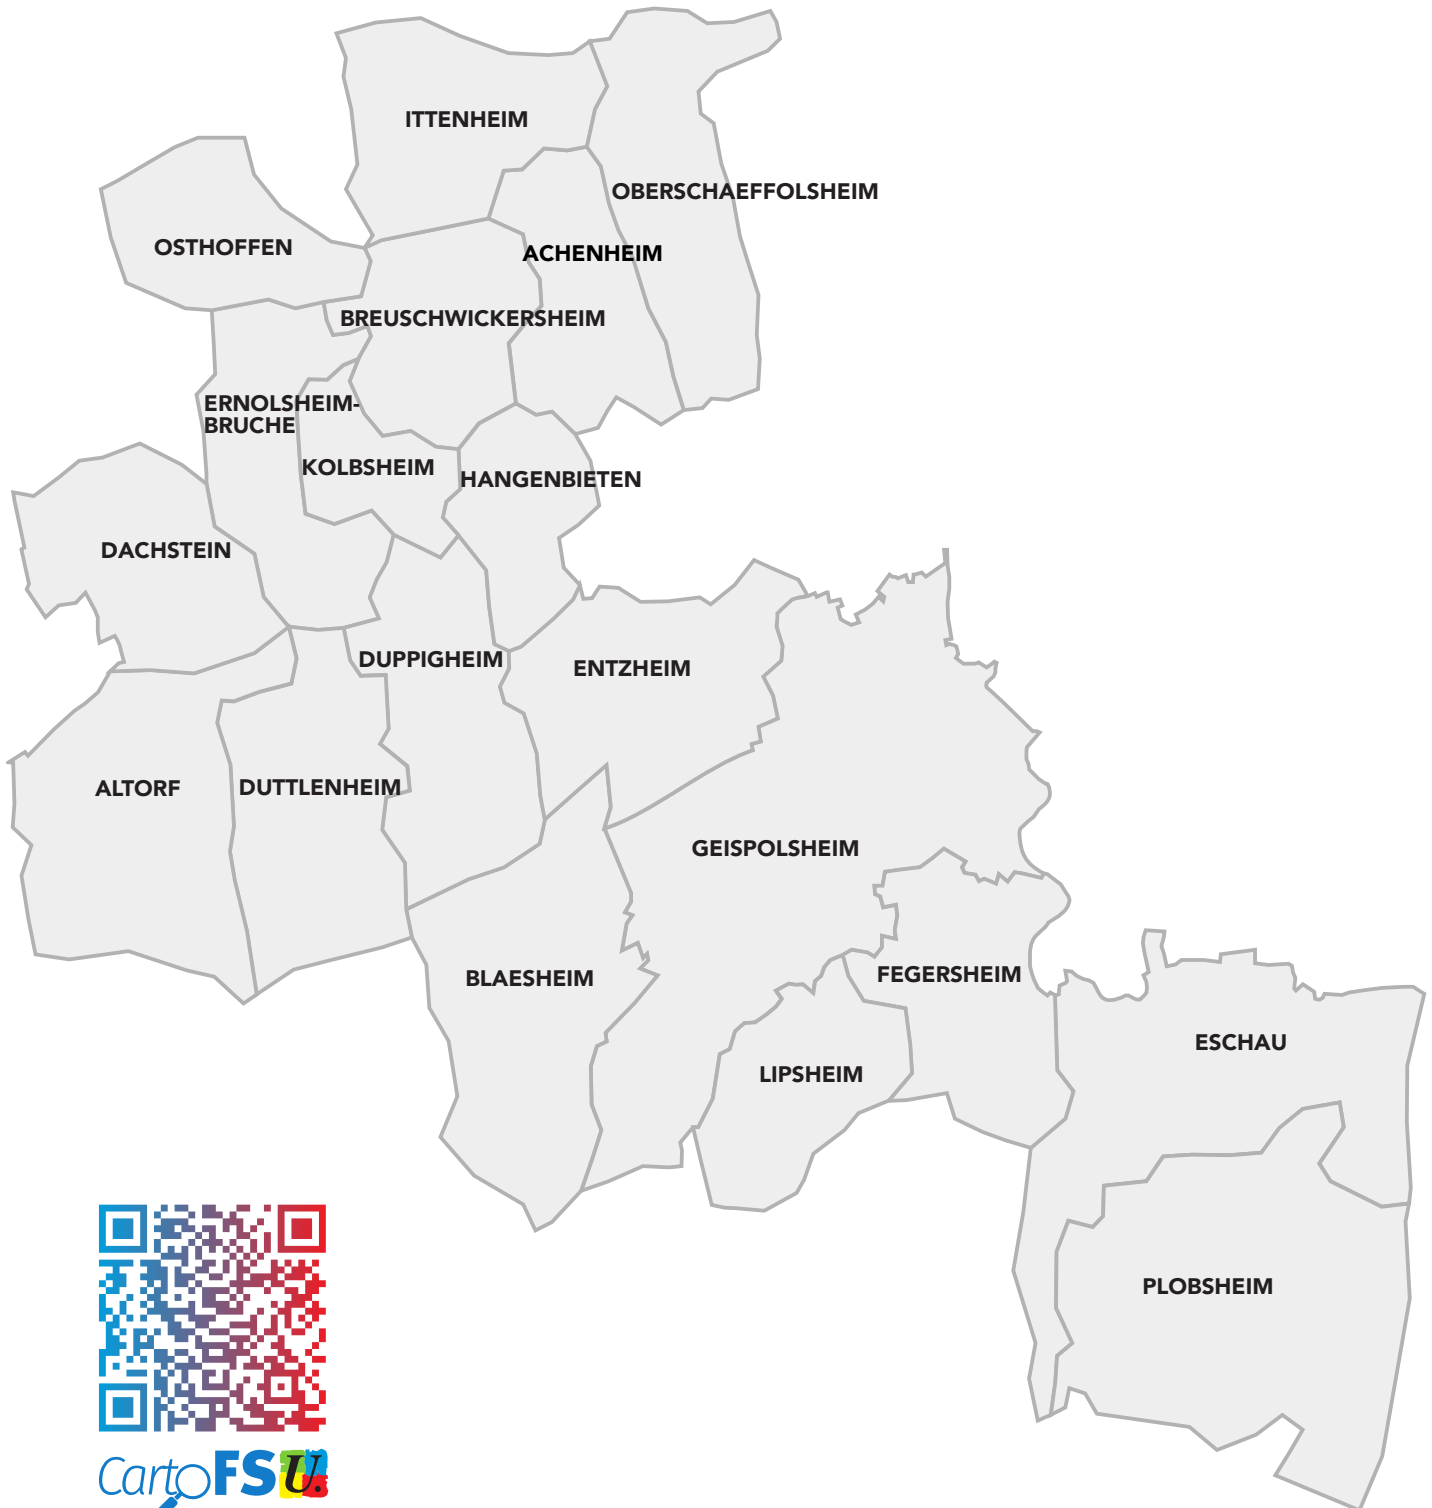 ITTENHEIM
OBERSCHAEFFOLSHEIM
OSTHOFFEN
ACHENHEIM
BREUSCHWICKERSHEIM
ERNOLSHEIM-
BRUCHE
KOLBSHEIM
HANGENBIETEN
DACHSTEIN
DUPPIGHEIM
ENTZHEIM
ALTORF
DUTTLENHEIM
GEISPOLSHEIM
BLAESHEIM
FEGERSHEIM
ESCHAU
LIPSHEIM
PLOBSHEIM
CartoFSU.